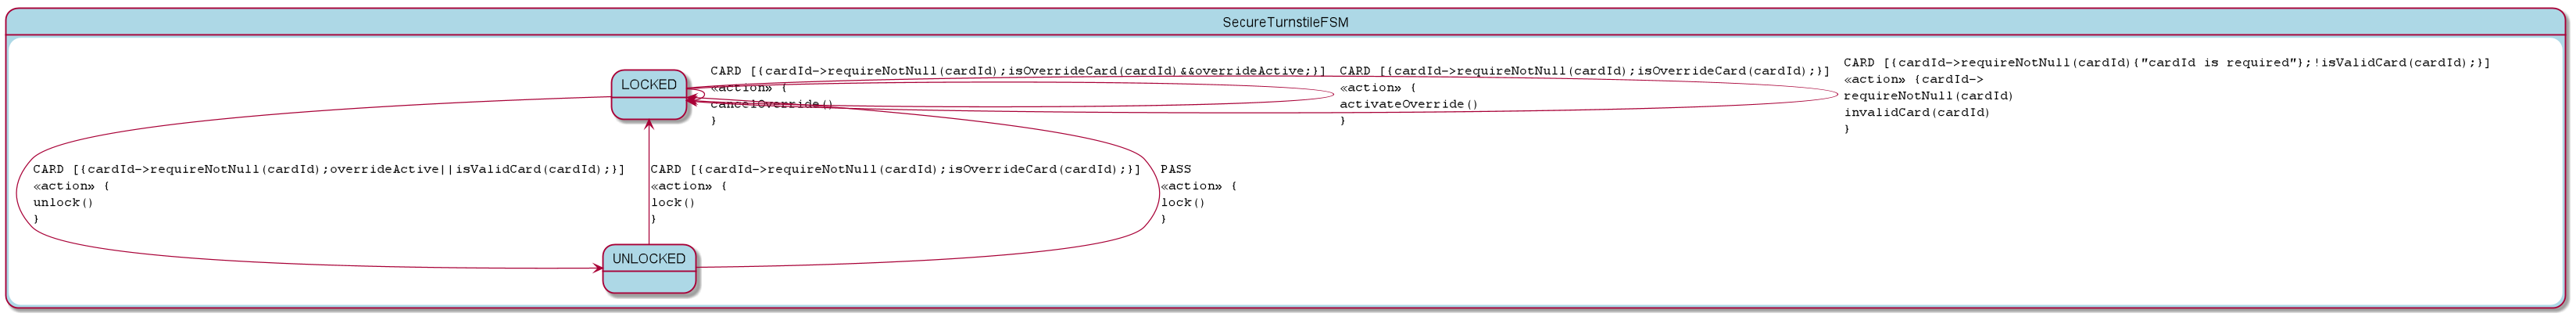 SecureTurnstileFSM
LOCKED
CARD [{cardId->requireNotNull(cardId);isOverrideCard(cardId)&&overrideActive;}]
«action» {
cancelOverride()
}
CARD [{cardId->requireNotNull(cardId);isOverrideCard(cardId);}]
«action» {
activateOverride()
}
CARD [{cardId->requireNotNull(cardId){"cardId is required"};!isValidCard(cardId);}]
«action» {cardId->
requireNotNull(cardId)
invalidCard(cardId)
}
CARD [{cardId->requireNotNull(cardId);overrideActive||isValidCard(cardId);}]
«action» {
unlock()
}
CARD [{cardId->requireNotNull(cardId);isOverrideCard(cardId);}]
«action» {
lock()
}
PASS
«action» {
lock()
}
UNLOCKED